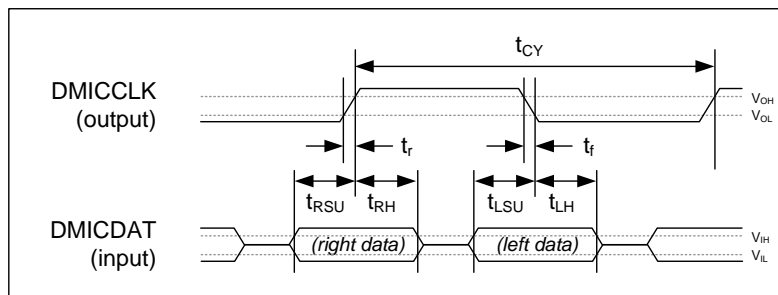 tCY
DMICCLK
(output)
VOH
VOL
tr
tf
tRSU
tRH
tLSU
tLH
DMICDAT
(input)
(right data)
(left data)
VIH
VIL